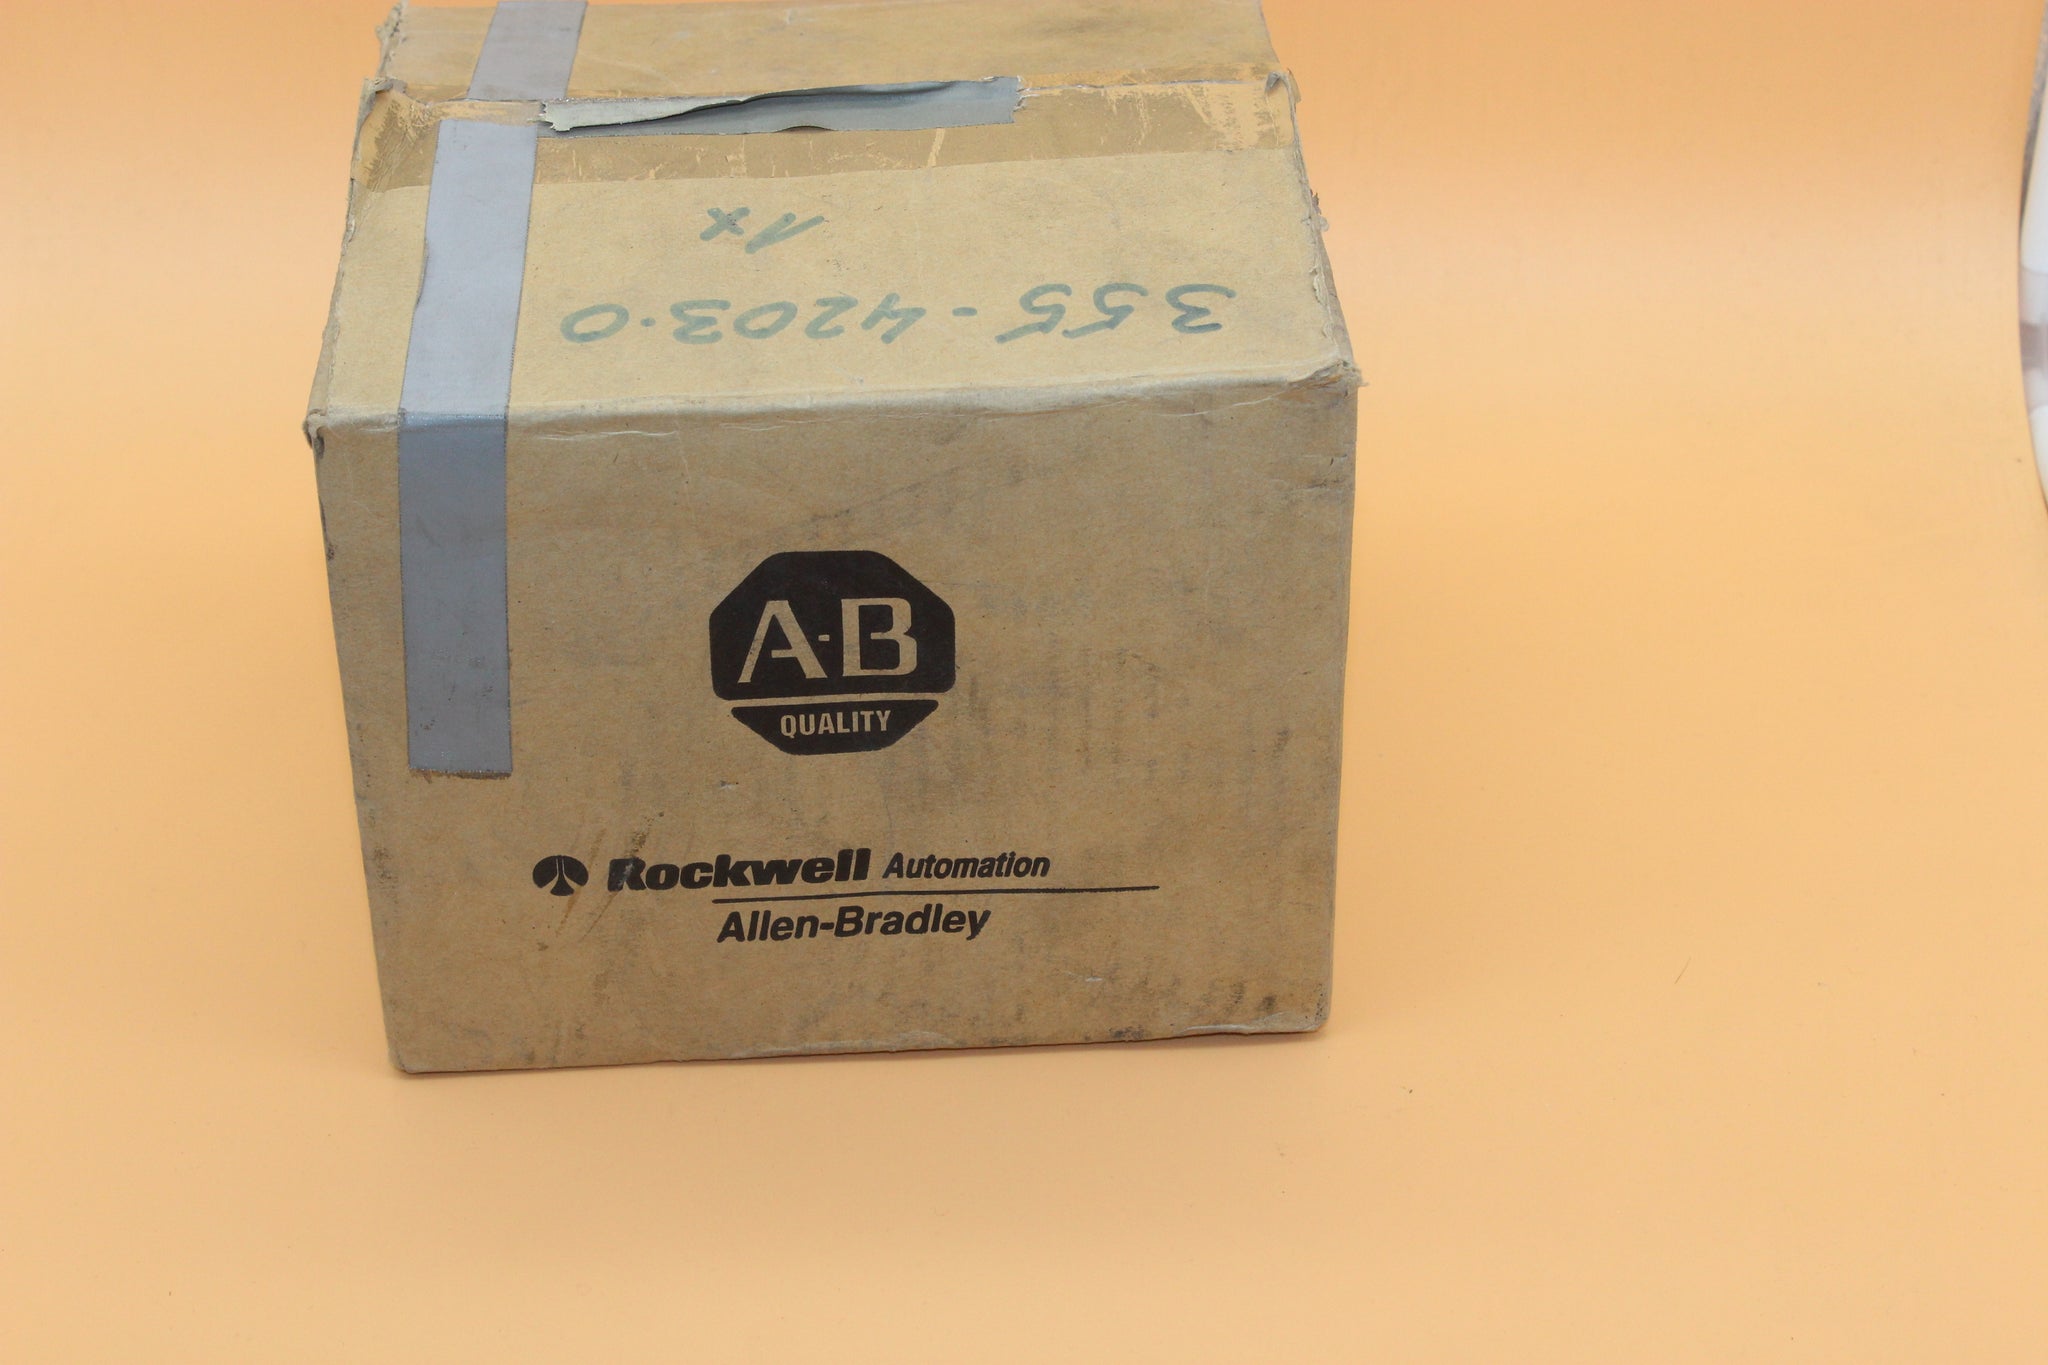 355-4203.0
1x
A-B
QUALITY
Rockwell Automation
Allen-Bradley